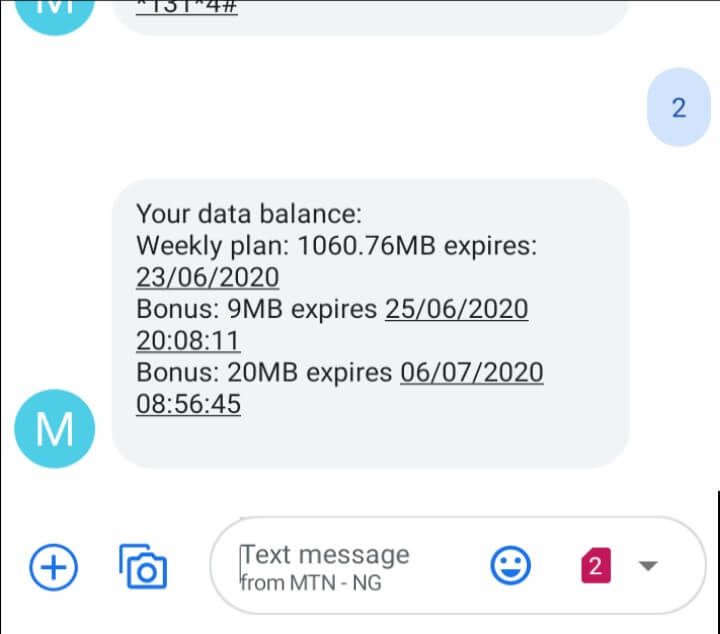 M
*131*4#
2
Your data balance:
Weekly plan: 1060.76MB expires:
23/06/2020
Bonus: 9MB expires 25/06/2020
20:08:11
Bonus: 20MB expires 06/07/2020
08:56:45
M
Text message
from MTN - NG
2